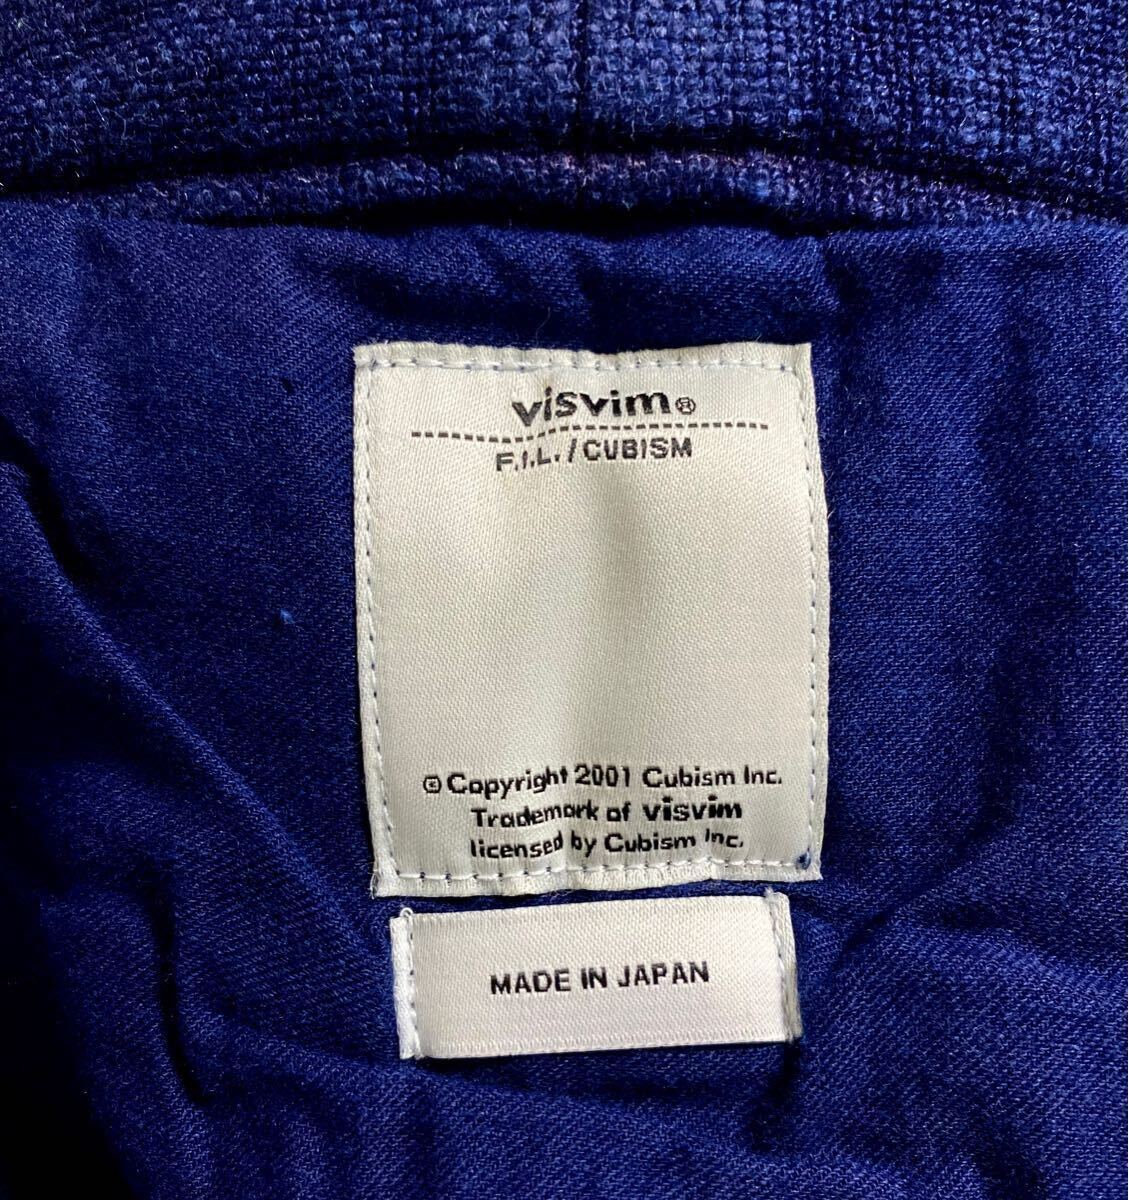 visvim®
F.I.L./CUBISM
© Copyright 2001 Cubism Inc.
Trademark of visvim
licensed by Cubism Inc.
MADE IN JAPAN